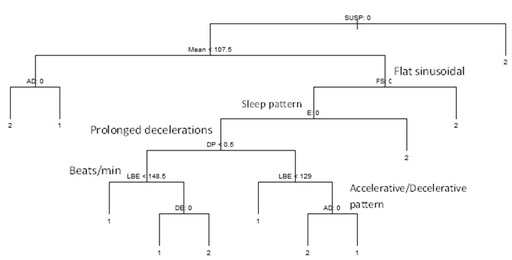 SUSP: 0
Mean < 107.5
2
Flat sinusoidal
AD: 0
FS: 0
Sleep pattern
2
1
E: 0
2
Prolonged decelerations
DP < 0.5
2
Beats/min
LBE < 148.5
LBE < 129
Accelerative/Decelerative
pattern
1
DE: 0
1
AD: 0
1
2
2
1